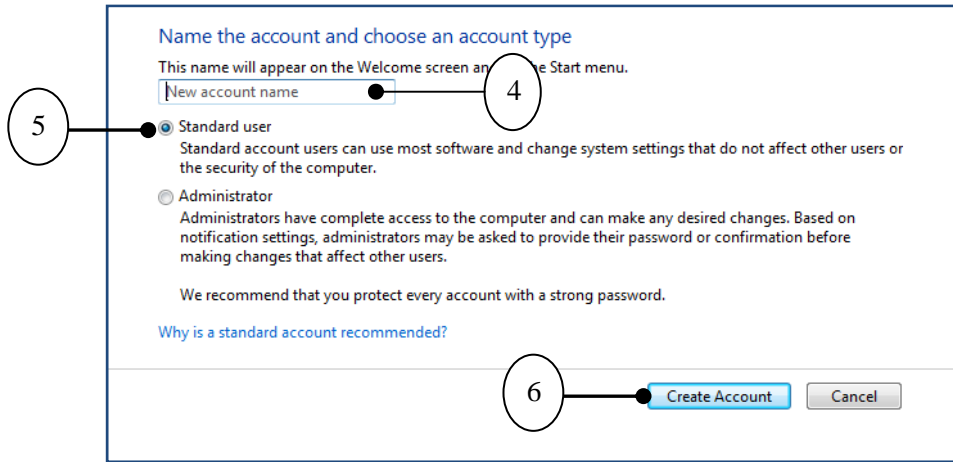 Name the account and choose an account type
This name will appear on the Welcome screen an he Start menu.
New account name
4
5
Standard user
Standard account users can use most software and change system settings that do not affect other users or
the security of the computer.
Administrator
Administrators have complete access to the computer and can make any desired changes. Based on
notification settings, administrators may be asked to provide their password or confirmation before
making changes that affect other users.
We recommend that you protect every account with a strong password.
Why is a standard account recommended?
6
Create Account
Cancel